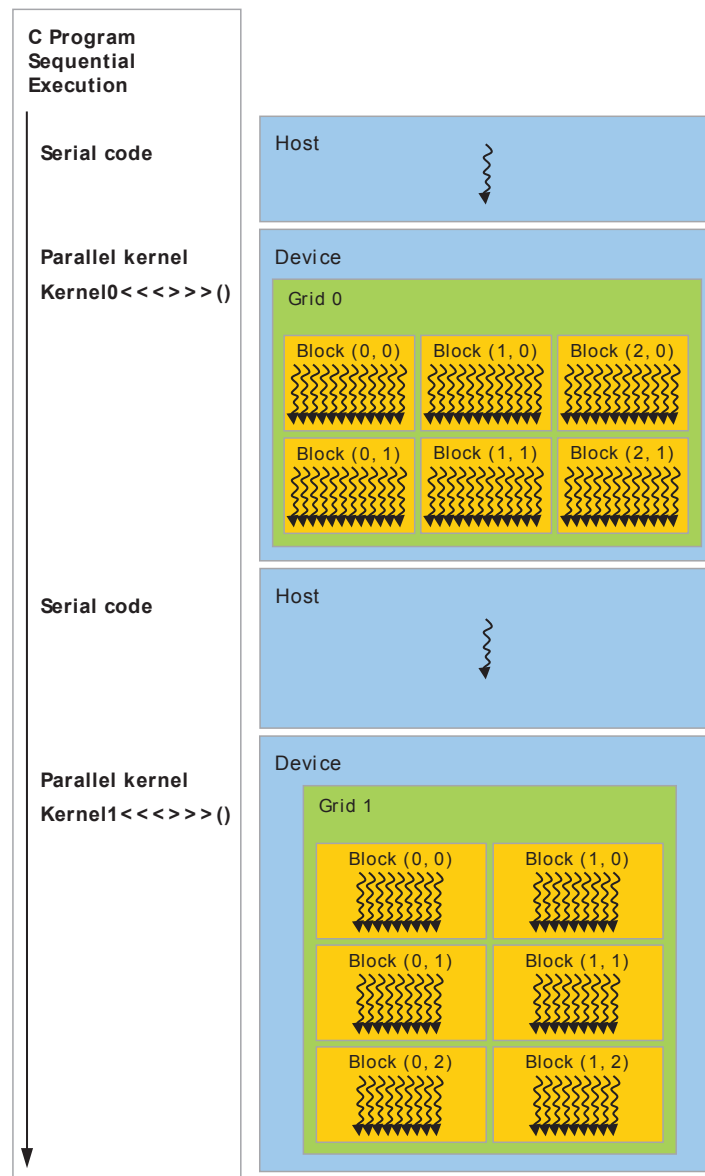 C Program
Sequential
Execution
Serial code
Host
Parallel kernel
Kernel0<<<>>>()
Device
Grid 0
Block (0, 0)
Block (1, 0)
Block (2, 0)
Block (0, 1)
Block (1, 1)
Block (2, 1)
Serial code
Host
Parallel kernel
Kernel1<<<>>>()
Device
Grid 1
Block (0, 0)
Block (1, 0)
Block (0, 1)
Block (1, 1)
Block (0, 2)
Block (1, 2)